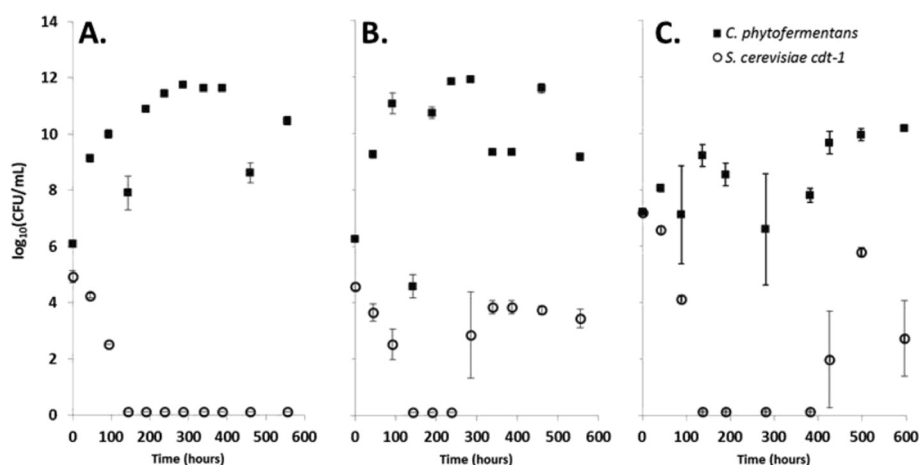 A.
B.
C.
C. phytofermentans
S. cerevisiae cdt-1
log10(CFU/mL)
14
12
10
8
6
4
2
0
0 100 200 300 400 500 600
0 100 200 300 400 500 600
0 100 200 300 400 500 600
Time (hours)
Time (hours)
Time (hours)